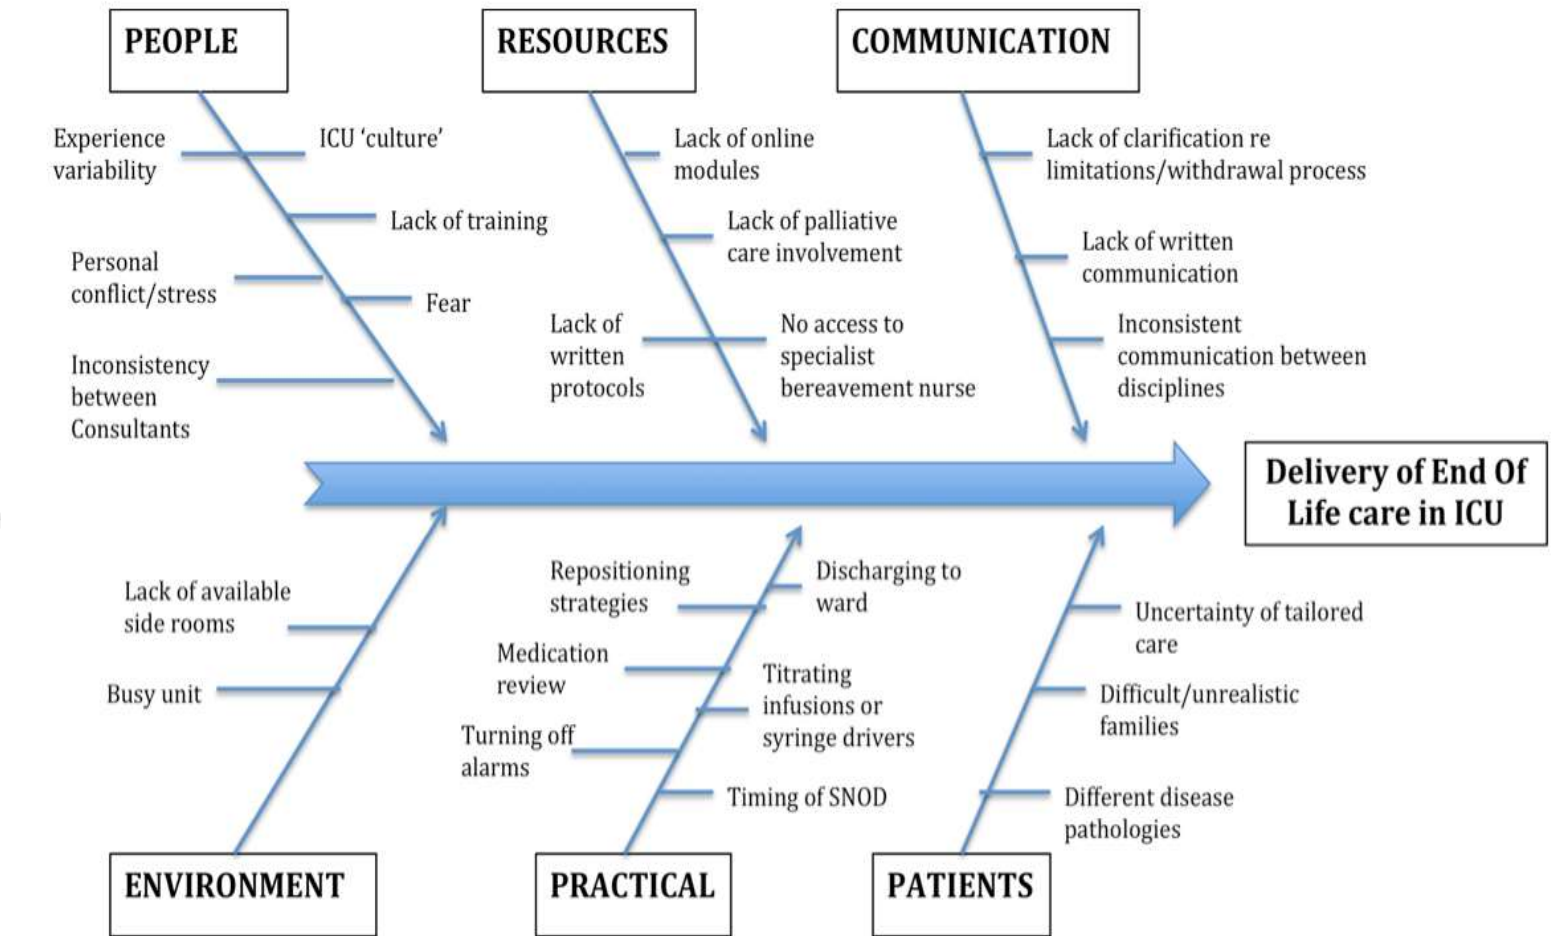 PEOPLE
RESOURCES
COMMUNICATION
Experience
variability
ICU ‘culture’
Lack of training
Personal
conflict/stress
Fear
Inconsistency
between
Consultants
Lack of online
modules
Lack of palliative
care involvement
Lack of
written
protocols
No access to
specialist
bereavement nurse
Lack of clarification re
limitations/withdrawal process
Lack of written
communication
Inconsistent
communication between
disciplines
Delivery of End Of
Life care in ICU
Lack of available
side rooms
Busy unit
Repositioning
strategies
Discharging to
ward
Medication
review
Titrating
infusions or
syringe drivers
Turning off
alarms
Timing of SNOD
Uncertainty of tailored
care
Difficult/unrealistic
families
Different disease
pathologies
ENVIRONMENT
PRACTICAL
PATIENTS